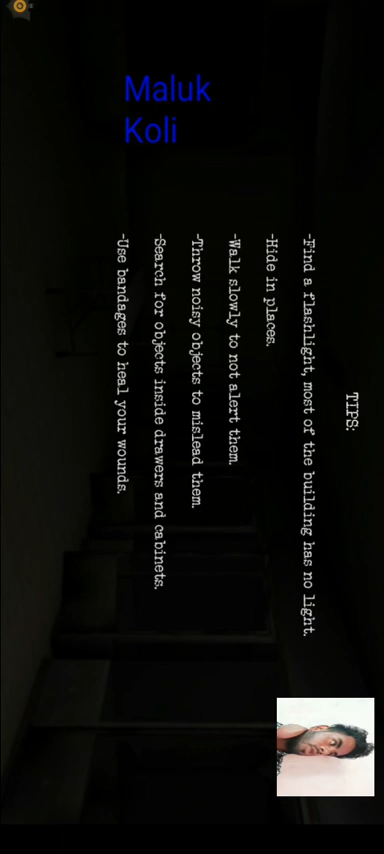 Maluk
Koli
TIPS:
-Find a flashlight, most of the building has no light.
-Hide in places.
-Walk slowly to not alert them.
-Throw noisy objects to mislead them.
-Search for objects inside drawers and cabinets.
-Use bandages to heal your wounds.